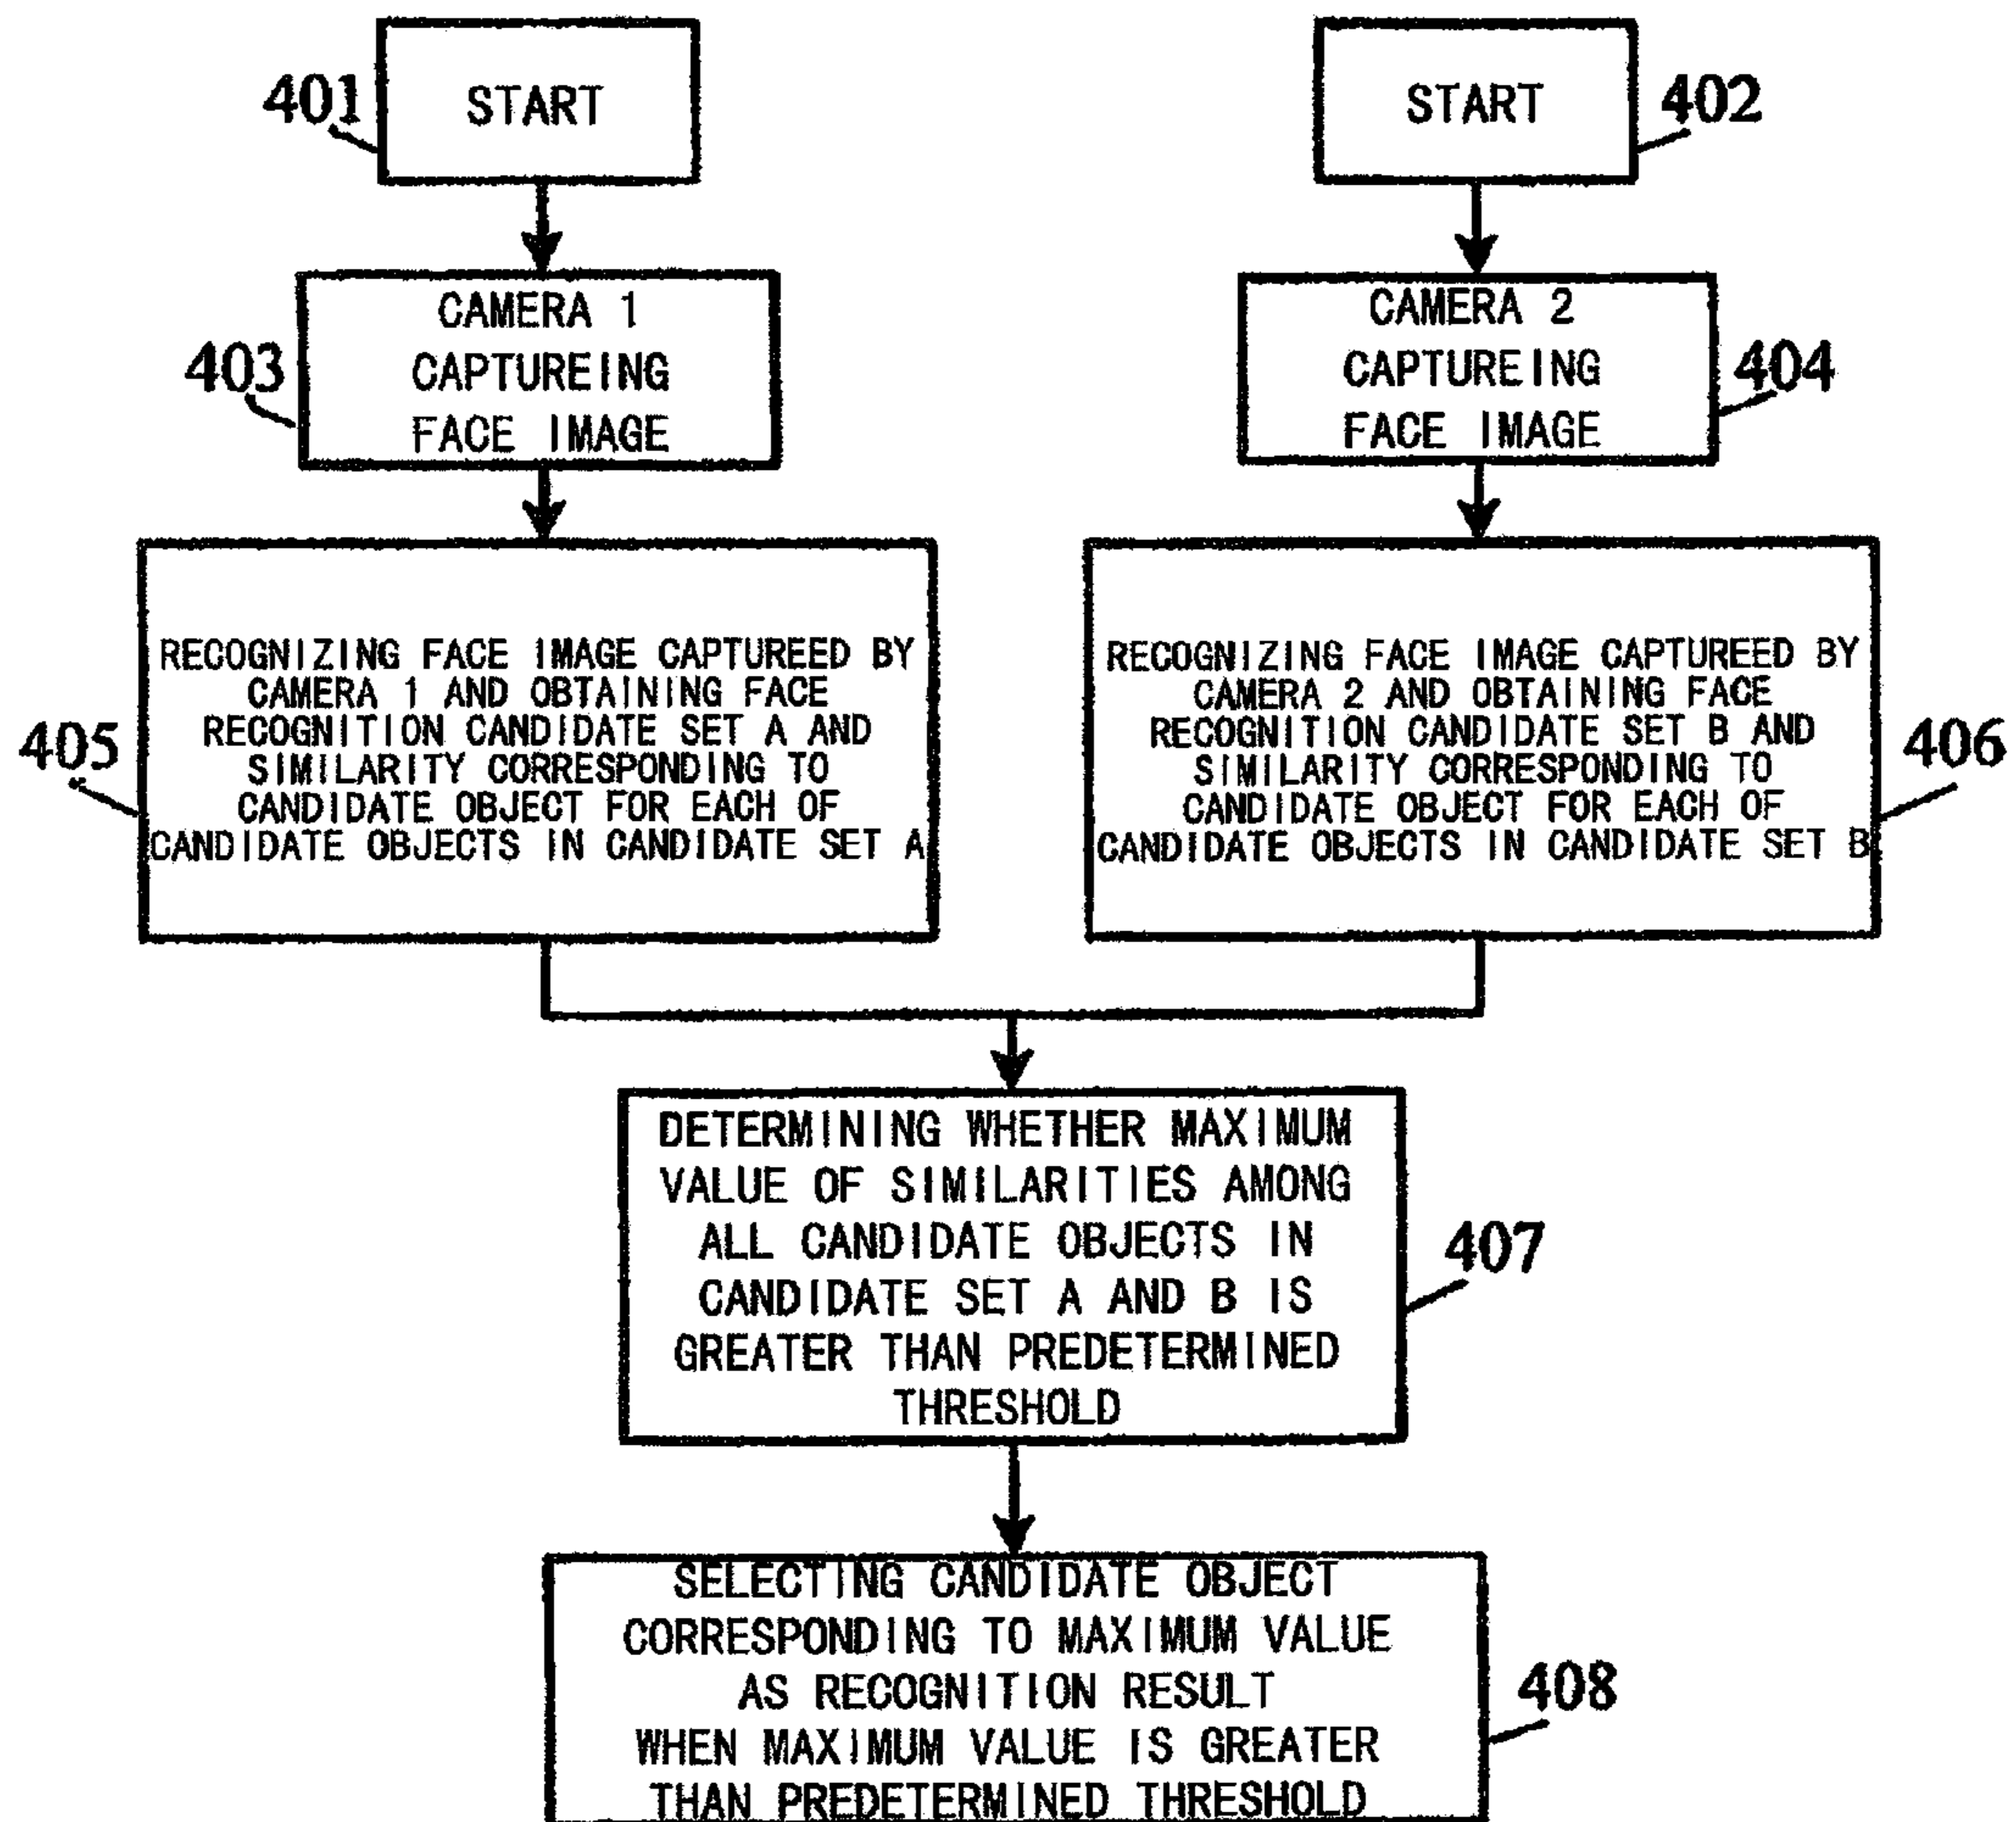 401
START
START
402
403
CAMERA 1
CAPTUREING
FACE IMAGE
CAMERA 2
CAPTUREING
FACE IMAGE
404
405
RECOGNIZING FACE IMAGE CAPTUREED BY
CAMERA 1 AND OBTAINING FACE
RECOGNITION CANDIDATE SET A AND
SIMILARITY CORRESPONDING TO
CANDIDATE OBJECT FOR EACH OF
CANDIDATE OBJECTS IN CANDIDATE SET A
RECOGNIZING FACE IMAGE CAPTUREED BY
CAMERA 2 AND OBTAINING FACE
RECOGNITION CANDIDATE SET B AND
SIMILARITY CORRESPONDING TO
CANDIDATE OBJECT FOR EACH OF
CANDIDATE OBJECTS IN CANDIDATE SET B
406
DETERMINING WHETHER MAXIMUM
VALUE OF SIMILARITIES AMONG
ALL CANDIDATE OBJECTS IN
CANDIDATE SET A AND B IS
GREATER THAN PREDETERMINED
THRESHOLD
407
SELECTING CANDIDATE OBJECT
CORRESPONDING TO MAXIMUM VALUE
AS RECOGNITION RESULT
WHEN MAXIMUM VALUE IS GREATER
THAN PREDETERMINED THRESHOLD
408